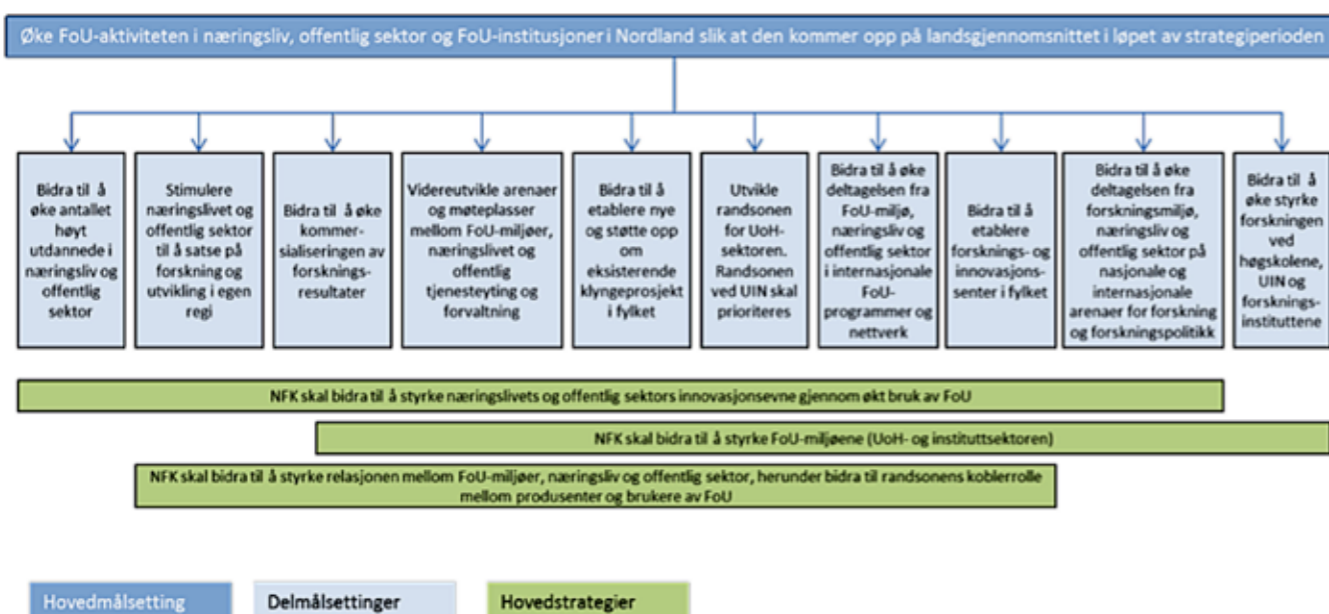 Øke FoU-aktiviteten i næringsliv, offentlig sektor og FoU-institusjoner i Nordland slik at den kommer opp på landsgjennomsnittet i løpet av strategiperioden
Bidra til å
øke antallet
høyt
utdannede i
næringsliv og
offentlig
sektor
Stimulere
næringslivet og
offentlig sektor
til å satse på
forskning og
utvikling i egen
regi
Bidra til å øke
kommer-
sialiseringen av
forsknings-
resultater
Videreutvikle arenaer
og møteplasser
mellom FoU-miljøer,
næringslivet og
offentlig
tjenesteyting og
forvaltning
Bidra til å
etablere nye
og støtte opp
om
eksisterende
klyngeprosjekt
i fylket
Utvikle
randsonen
for UoH-
sektoren.
Randsonen
ved UIN skal
prioriteres
Bidra til å øke
deltagelsen fra
FoU-miljø,
næringsliv og
offentlig sektor
i internasjonale
FoU-
programmer og
nettverk
Bidra til å
etablere
forsknings- og
innovasjons-
senter i fylket
Bidra til å øke
deltagelsen fra
forskningsmiljø,
næringsliv og
offentlig sektor på
nasjonale og
internasjonale
arenaer for forskning
og forskningspolitikk
Bidra til å
øke styrke
forskningen
ved
høgskolene,
UIN og
forsknings-
instituttene
NFK skal bidra til å styrke næringslivets og offentlig sektors innovasjonsevne gjennom økt bruk av FoU
NFK skal bidra til å styrke FoU-miljøene (UoH- og instituttsektoren)
NFK skal bidra til å styrke relasjonen mellom FoU-miljøer, næringsliv og offentlig sektor, herunder bidra til randsonens koblerrolle
mellom produsenter og brukere av FoU
Hovedmålsetting
Delmålsettinger
Hovedstrategier